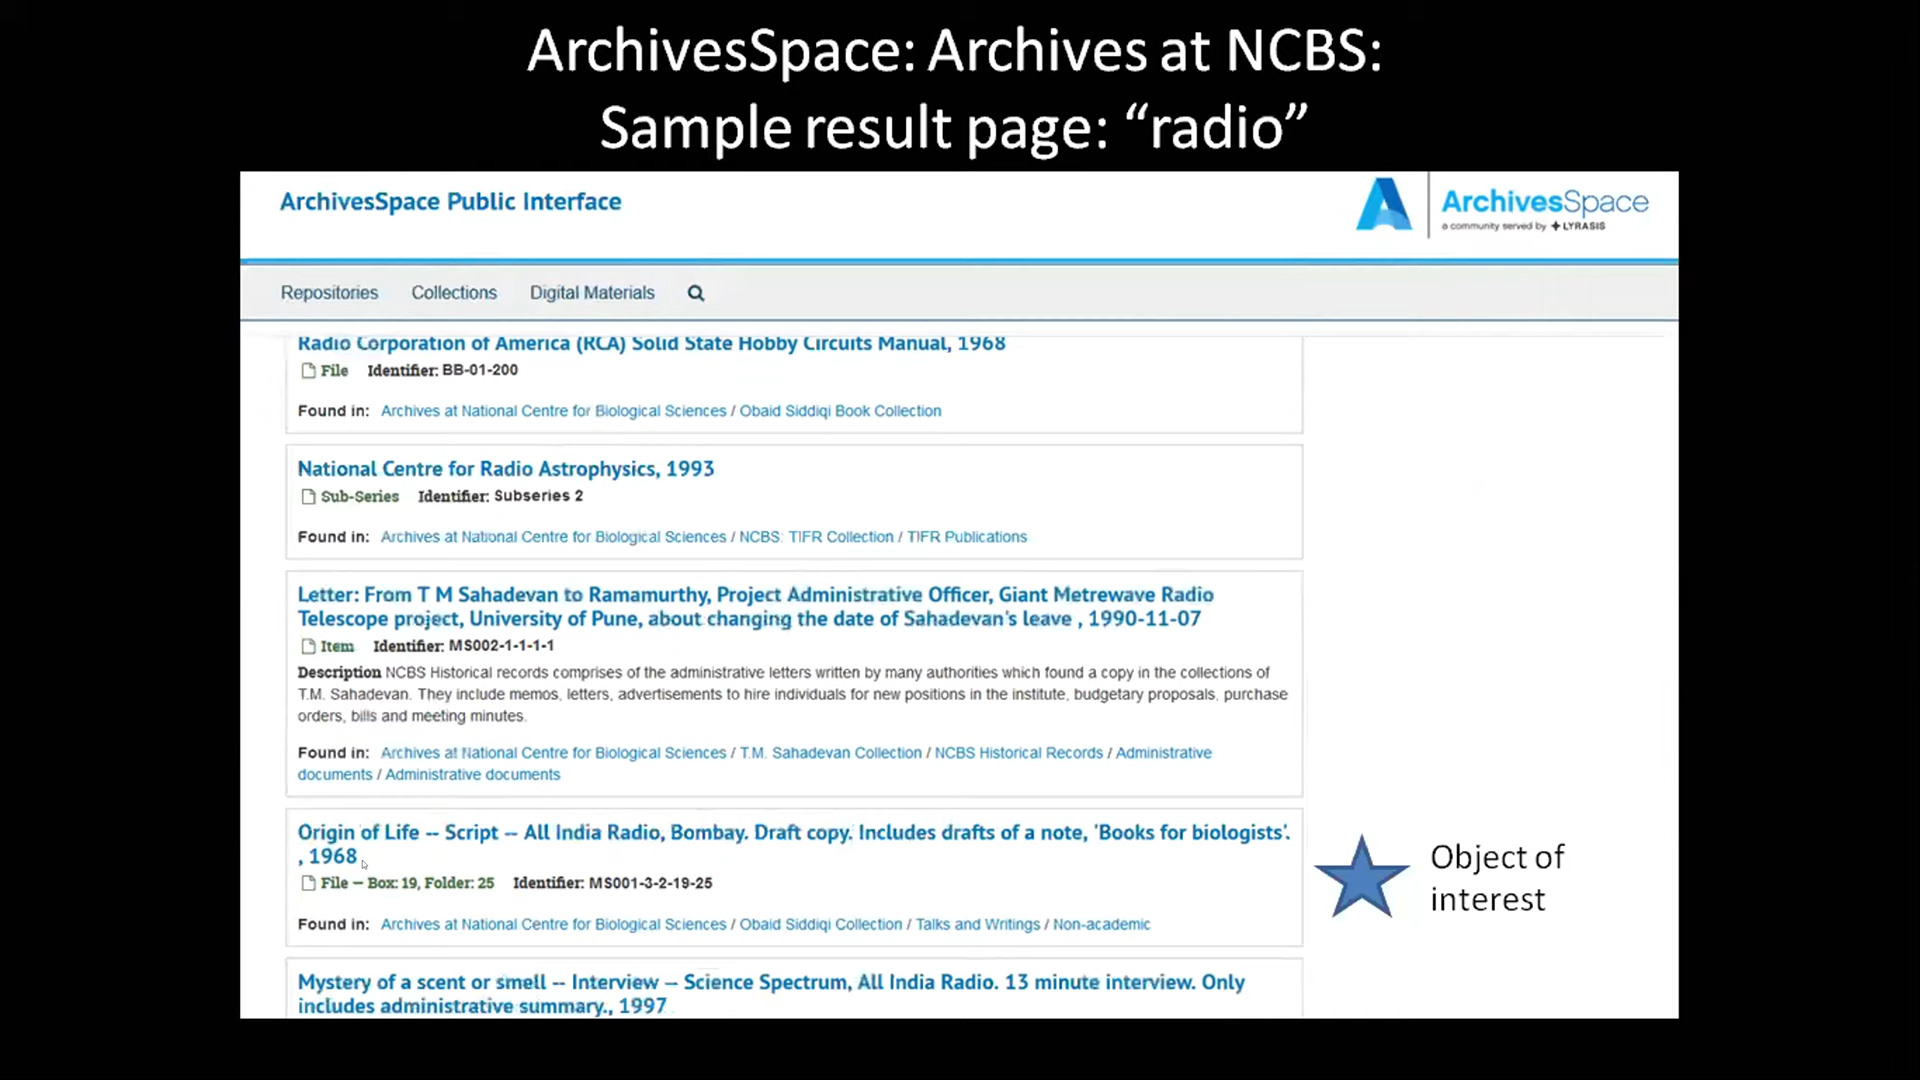 ArchivesSpace: Archives at NCBS:
Sample result page: “radio”
ArchivesSpace Public Interface
ArchivesSpace
a community served by LYRASIS
Repositories Collections Digital Materials
Radio Corporation of America (RCA) Solid State Hobby Circuits Manual, 1968
File Identifier: BB-01-200
Found in: Archives at National Centre for Biological Sciences / Obaid Siddiqi Book Collection
National Centre for Radio Astrophysics, 1993
Sub-Series Identifier: Subseries 2
Found in: Archives at National Centre for Biological Sciences / NCBS: TIFR Collection / TIFR Publications
Letter: From T M Sahadevan to Ramamurthy, Project Administrative Officer, Giant Metrewave Radio
Telescope project, University of Pune, about changing the date of Sahadevan's leave , 1990-11-07
Item Identifier: MS002-1-1-1-1
Description NCBS Historical records comprises of the administrative letters written by many authorities which found a copy in the collections of
T.M. Sahadevan. They include memos, letters, advertisements to hire individuals for new positions in the institute, budgetary proposals, purchase
orders, bills and meeting minutes.
Found in: Archives at National Centre for Biological Sciences / T.M. Sahadevan Collection / NCBS Historical Records / Administrative
documents / Administrative documents
Origin of Life -- Script -- All India Radio, Bombay. Draft copy. Includes drafts of a note, 'Books for biologists'.
, 1968
File — Box: 19, Folder: 25 Identifier: MS001-3-2-19-25
Found in: Archives at National Centre for Biological Sciences / Obaid Siddiqi Collection / Talks and Writings / Non-academic
Object of
interest
Mystery of a scent or smell -- Interview -- Science Spectrum, All India Radio. 13 minute interview. Only
includes administrative summary., 1997